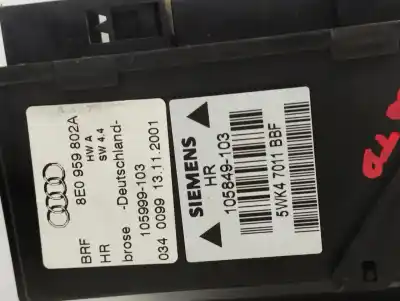 8E0 959 802A
HW A SW 4.4
BRF
HR
brose -Deutschland-
105999-103
034 0099 13.11.2001
SIEMENS
HR
105849-103
5WK4 7011 BBF